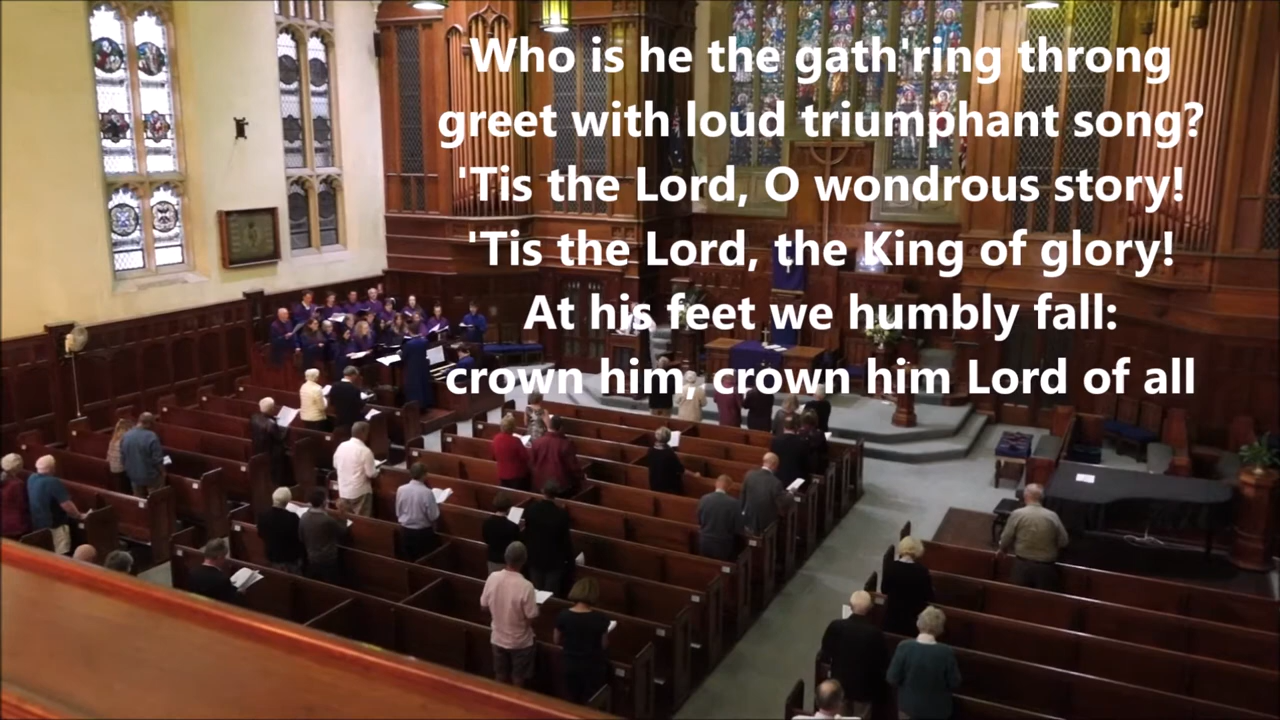 Who is he the gath'ring throng
greet with loud triumphant song?
'Tis the Lord, O wondrous story!
'Tis the Lord, the King of glory!
At his feet we humbly fall:
crown him, crown him Lord of all